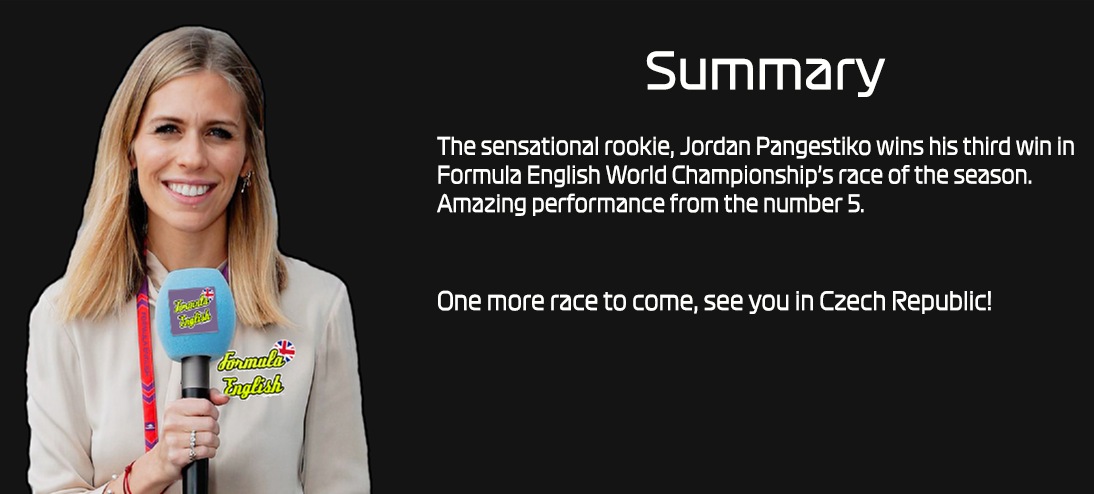 Summary
The sensational rookie, Jordan Pangestiko wins his third win in
Formula English World Championship's race of the season.
Amazing performance from the number 5.
One more race to come, see you in Czech Republic!
Formula
English
Formula
English